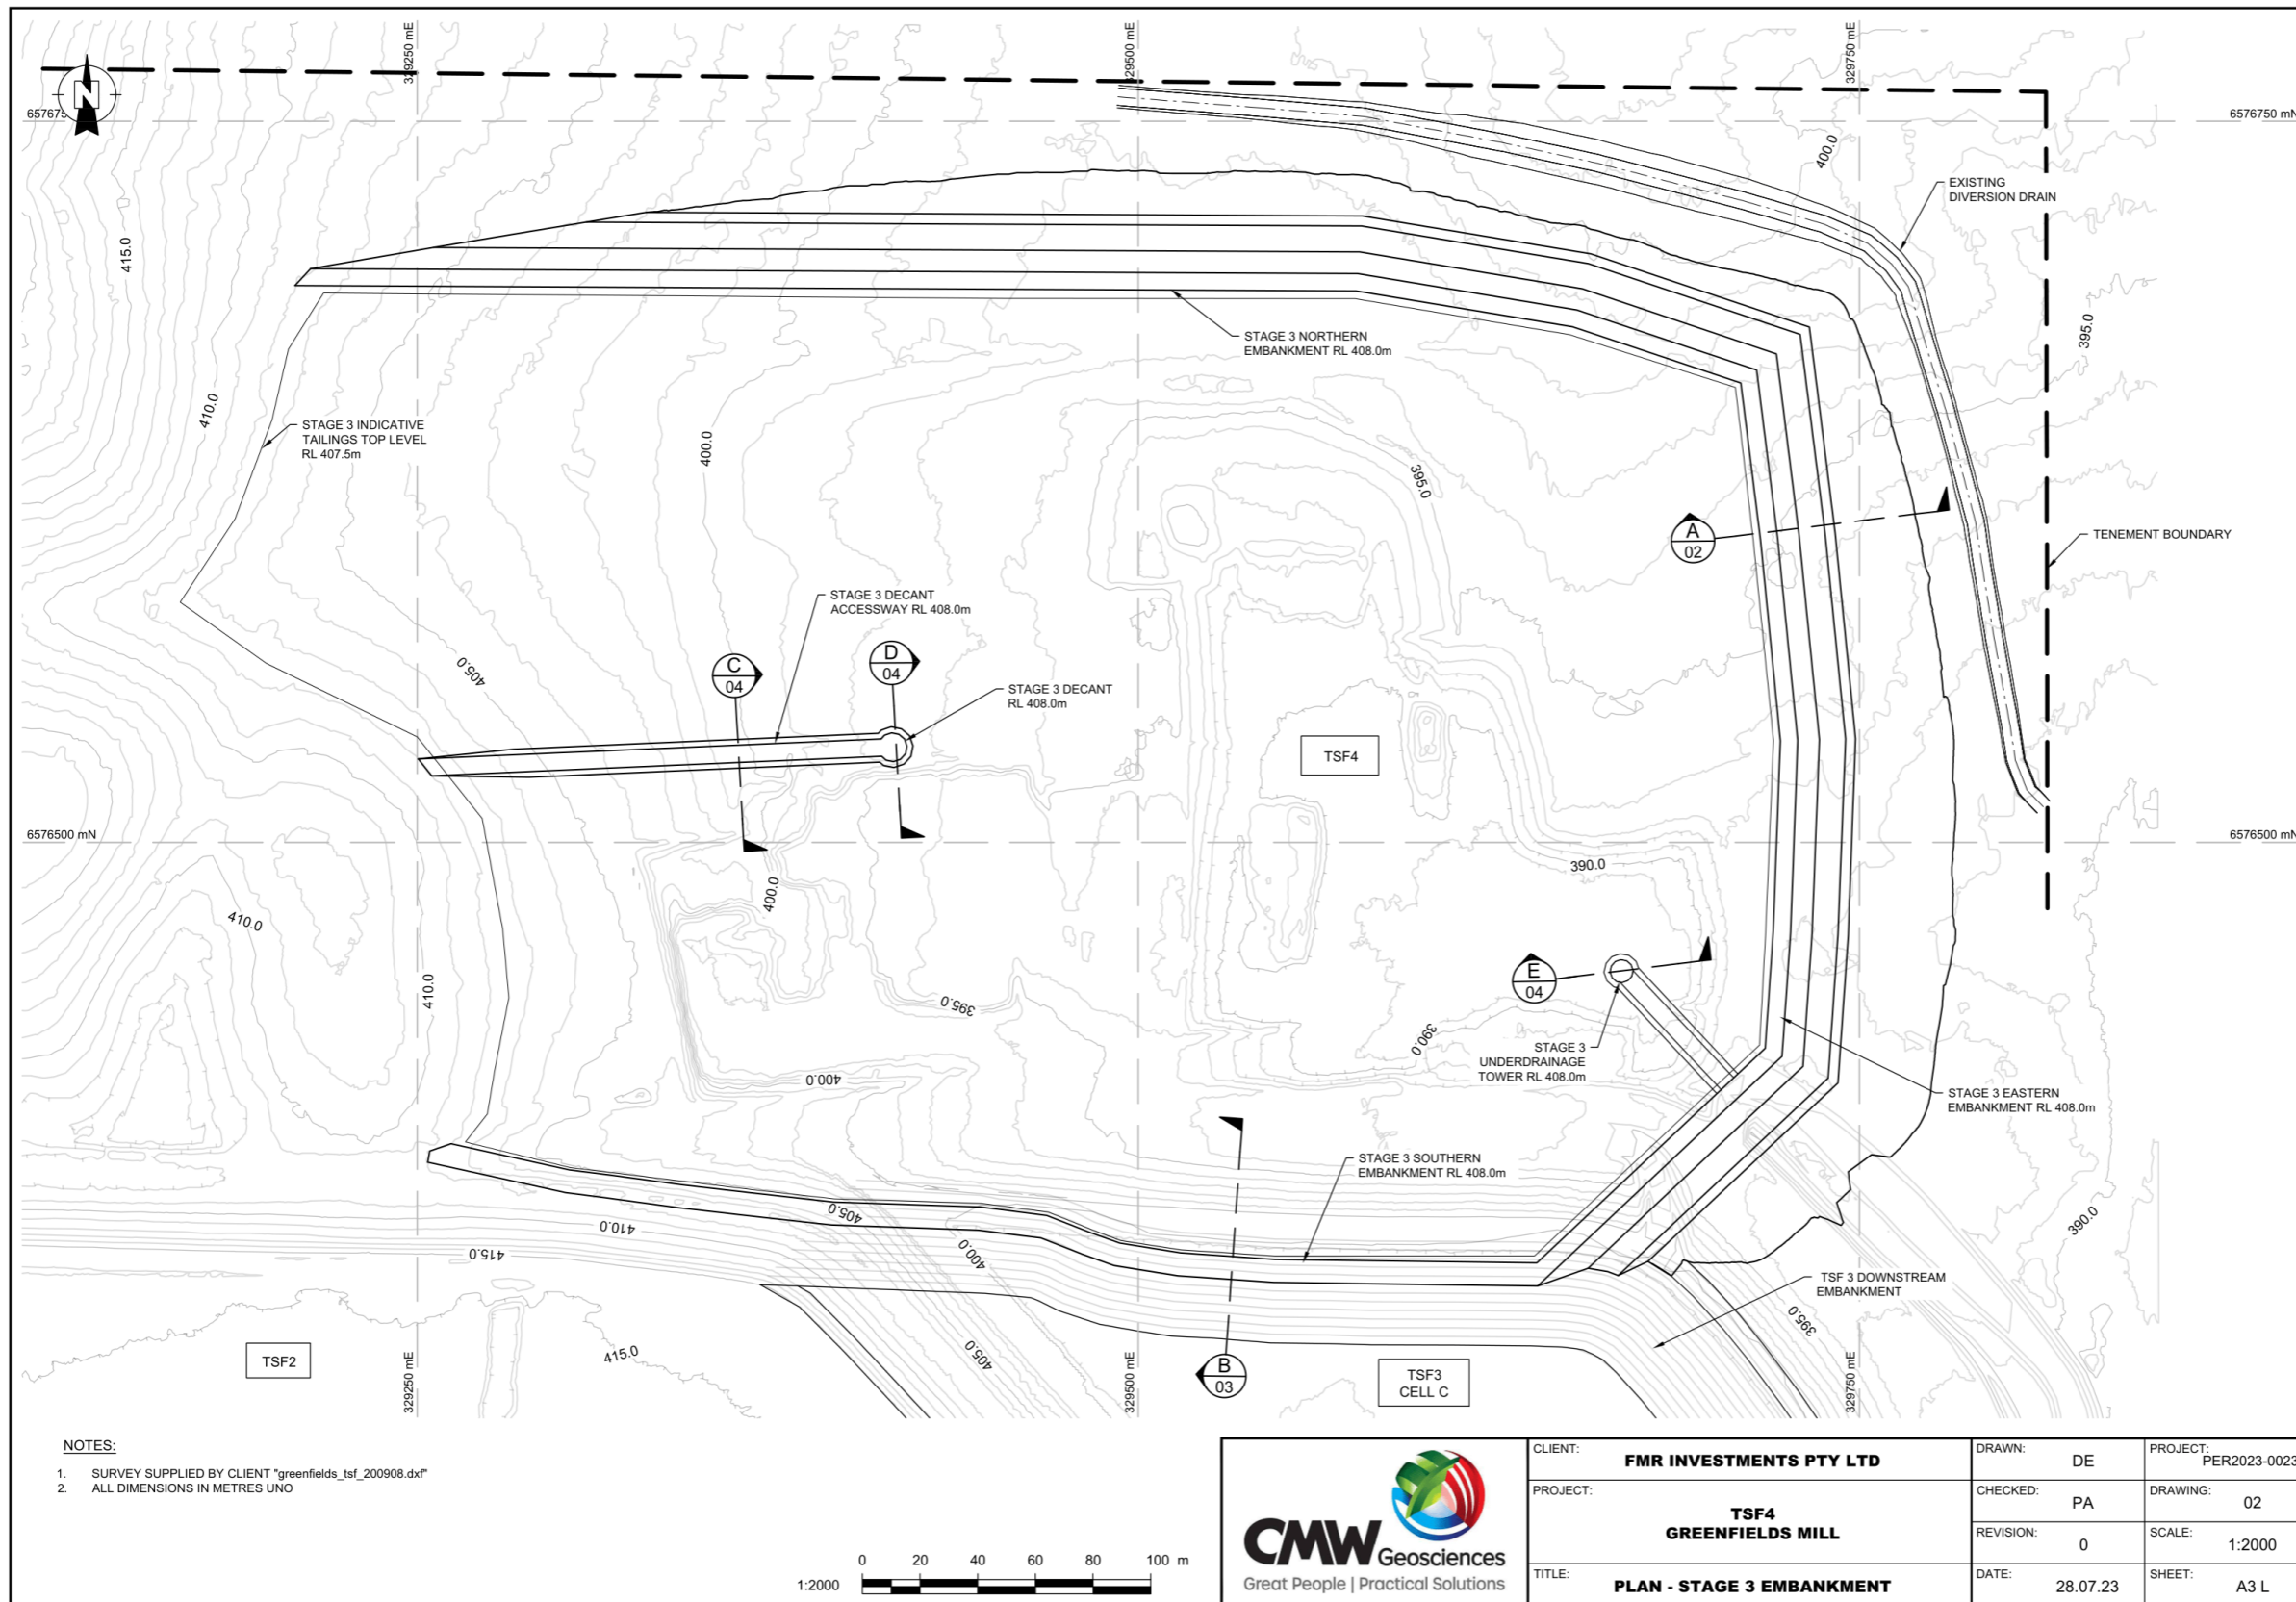 329250 mE
329500 mE
329750 mE
N
657675
6576750 mN
400.0
EXISTING
DIVERSION DRAIN
415.0
395.0
STAGE 3 NORTHERN
EMBANKMENT RL 408.0m
410.0
STAGE 3 INDICATIVE
TAILINGS TOP LEVEL
RL 407.5m
400.0
395.0
A
02
TENEMENT BOUNDARY
STAGE 3 DECANT
ACCESSWAY RL 408.0m
405.0
C
04
D
04
STAGE 3 DECANT
RL 408.0m
TSF4
6576500 mN
6576500 mN
390.0
400.0
410.0
410.0
395.0
E
04
390.0
STAGE 3
UNDERDRAINAGE
TOWER RL 408.0m
400.0
STAGE 3 EASTERN
EMBANKMENT RL 408.0m
STAGE 3 SOUTHERN
EMBANKMENT RL 408.0m
405.0
410.0
415.0
400.0
390.0
TSF 3 DOWNSTREAM
EMBANKMENT
395.0
405.0
415.0
TSF2
B
03
TSF3
CELL C
329250 mE
329500 mE
329750 mE
NOTES:
1. SURVEY SUPPLIED BY CLIENT "greenfields_tsf_200908.dxf"
2. ALL DIMENSIONS IN METRES UNO
0 20 40 60 80 100 m
1:2000
CMW Geosciences
Great People | Practical Solutions
CLIENT: FMR INVESTMENTS PTY LTD
PROJECT:
TSF4
GREENFIELDS MILL
TITLE: PLAN - STAGE 3 EMBANKMENT
DRAWN: DE
PROJECT: PER2023-0023
CHECKED: PA
DRAWING: 02
REVISION: 0
SCALE: 1:2000
DATE: 28.07.23
SHEET: A3 L